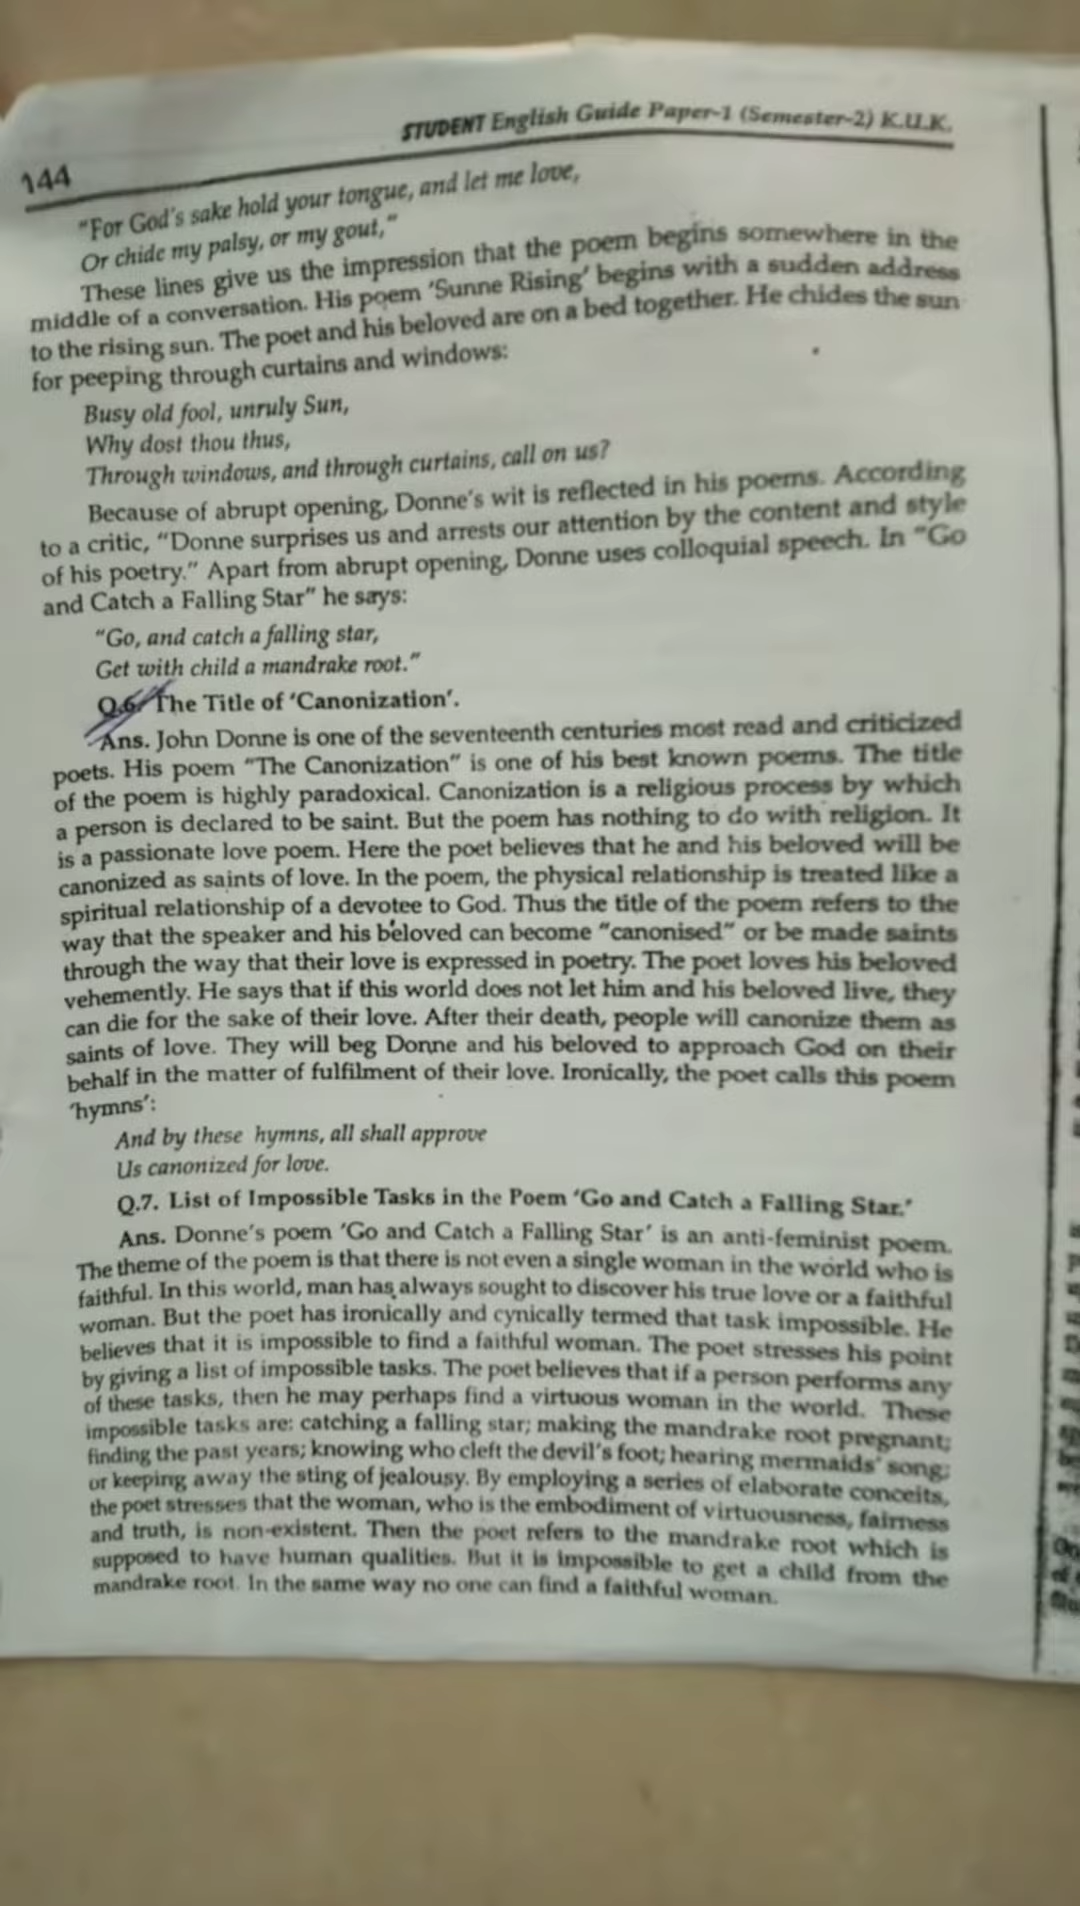 STUDENT English Guide Paper-1 (Semester-2) K.U.K.
144
"For God's sake hold your tongue, and let me love,
Or chide my palsy, or my gout,"
These lines give us the impression that the poem begins somewhere in the
middle of a conversation. His poem 'Sunne Rising' begins with a sudden address
to the rising sun. The poet and his beloved are on a bed together. He chides the sun
for peeping through curtains and windows:
Busy old fool, unruly Sun,
Why dost thou thus,
Through windows, and through curtains, call on us?
Because of abrupt opening, Donne's wit is reflected in his poems. According
to a critic, "Donne surprises us and arrests our attention by the content and style
of his poetry." Apart from abrupt opening, Donne uses colloquial speech. In "Go
and Catch a Falling Star" he says:
"Go, and catch a falling star,
Get with child a mandrake root."
Q.6. The Title of 'Canonization'.
Ans. John Donne is one of the seventeenth centuries most read and criticized
poets. His poem "The Canonization" is one of his best known poems. The title
of the poem is highly paradoxical. Canonization is a religious process by which
a person is declared to be saint. But the poem has nothing to do with religion. It
is a passionate love poem. Here the poet believes that he and his beloved will be
canonized as saints of love. In the poem, the physical relationship is treated like a
spiritual relationship of a devotee to God. Thus the title of the poem refers to the
way that the speaker and his beloved can become "canonised" or be made saints
through the way that their love is expressed in poetry. The poet loves his beloved
vehemently. He says that if this world does not let him and his beloved live, they
can die for the sake of their love. After their death, people will canonize them as
saints of love. They will beg Donne and his beloved to approach God on their
behalf in the matter of fulfilment of their love. Ironically, the poet calls this poem
'hymns':
And by these hymns, all shall approve
Us canonized for love.
Q.7. List of Impossible Tasks in the Poem 'Go and Catch a Falling Star.'
Ans. Donne's poem 'Go and Catch a Falling Star' is an anti-feminist poem.
The theme of the poem is that there is not even a single woman in the world who is
faithful. In this world, man has always sought to discover his true love or a faithful
woman. But the poet has ironically and cynically termed that task impossible. He
believes that it is impossible to find a faithful woman. The poet stresses his point
by giving a list of impossible tasks. The poet believes that if a person performs any
of these tasks, then he may perhaps find a virtuous woman in the world. These
impossible tasks are: catching a falling star; making the mandrake root pregnant;
finding the past years; knowing who cleft the devil's foot; hearing mermaids' song;
or keeping away the sting of jealousy. By employing a series of elaborate conceits,
the poet stresses that the woman, who is the embodiment of virtuousness, fairness
and truth, is non-existent. Then the poet refers to the mandrake root which is
supposed to have human qualities. But it is impossible to get a child from the
mandrake root. In the same way no one can find a faithful woman.